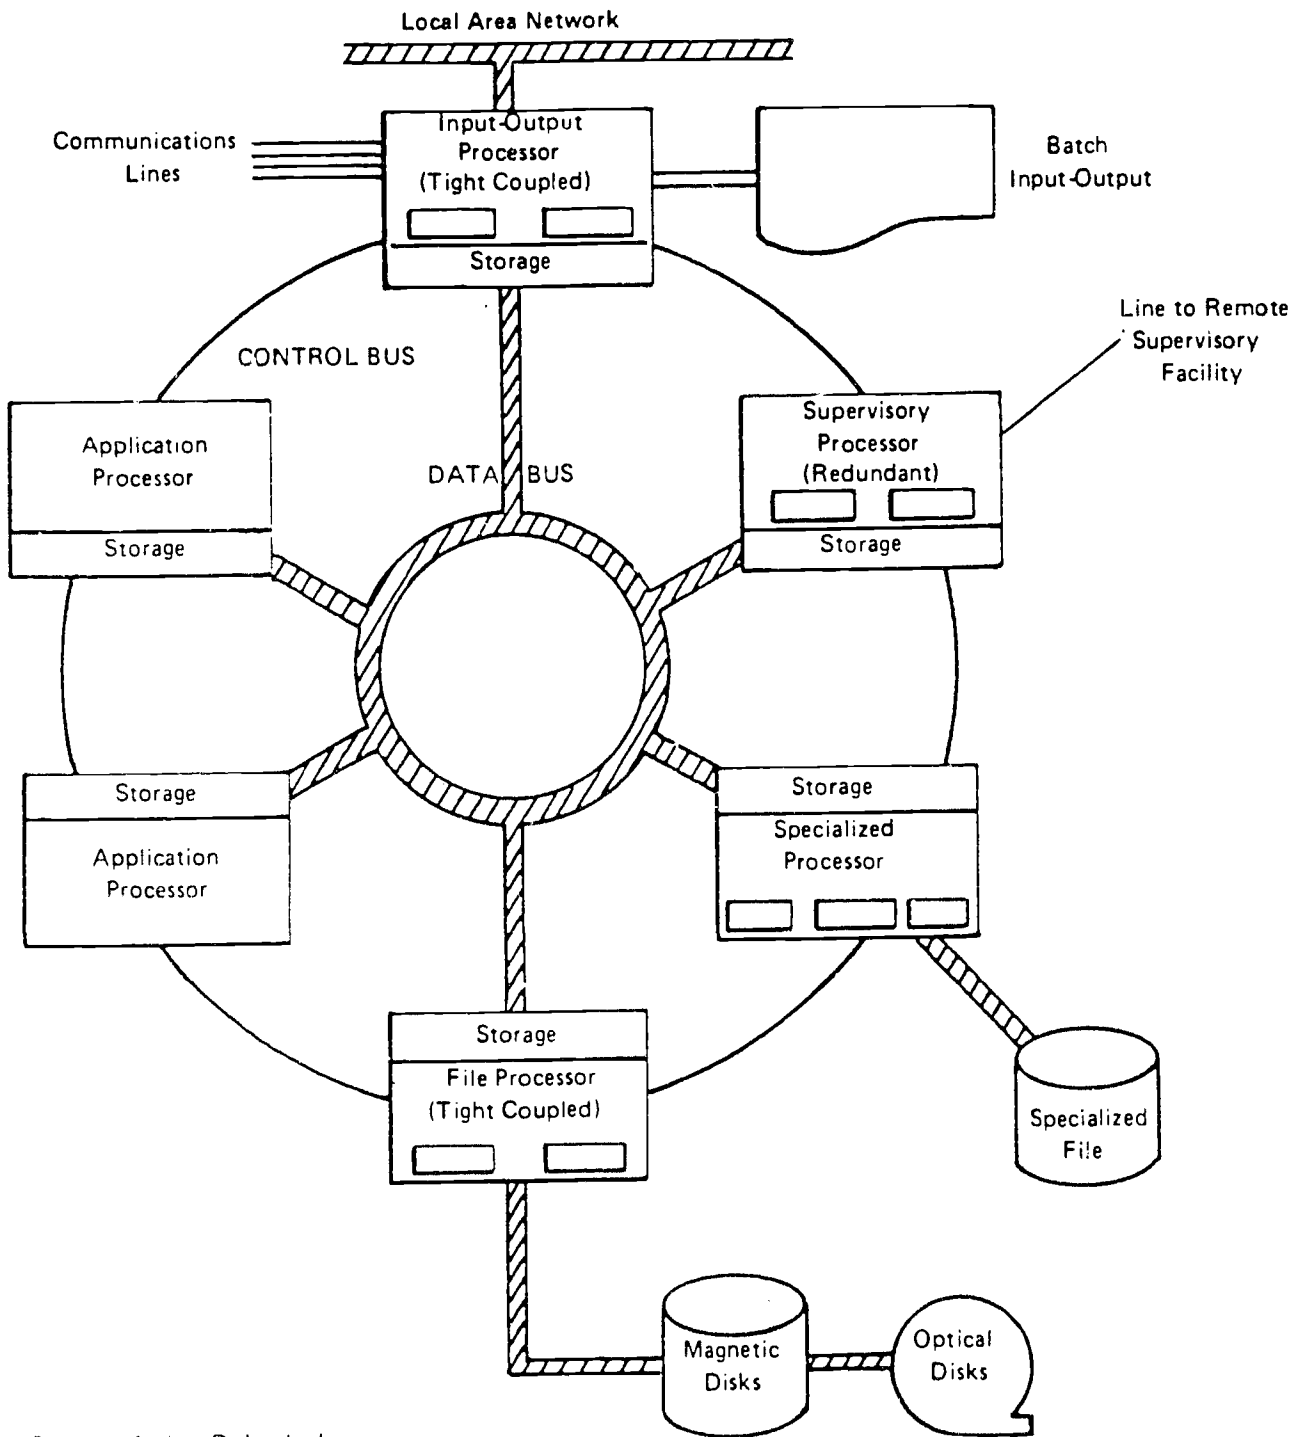 Local Area Network
Communications
Lines
Input-Output
Processor
(Tight Coupled)
Storage
Batch
Input-Output
Line to Remote
Supervisory
Facility
CONTROL BUS
Application
Processor
Storage
DATA BUS
Supervisory
Processor
(Redundant)
Storage
Storage
Application
Processor
Storage
Specialized
Processor
Storage
File Processor
(Tight Coupled)
Specialized
File
Magnetic
Disks
Optical
Disks